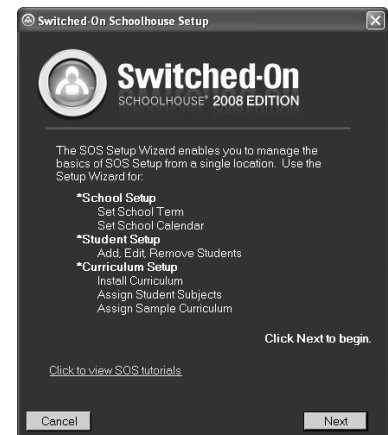 Switched-On Schoolhouse Setup
Switched-On
SCHOOLHOUSE® 2008 EDITION
The SOS Setup Wizard enables you to manage the
basics of SOS Setup from a single location. Use the
Setup Wizard for:
*School Setup
Set School Term
Set School Calendar
*Student Setup
Add, Edit, Remove Students
*Curriculum Setup
Install Curriculum
Assign Student Subjects
Assign Sample Curriculum
Click Next to begin.
Click to view SOS tutorials
Cancel Next